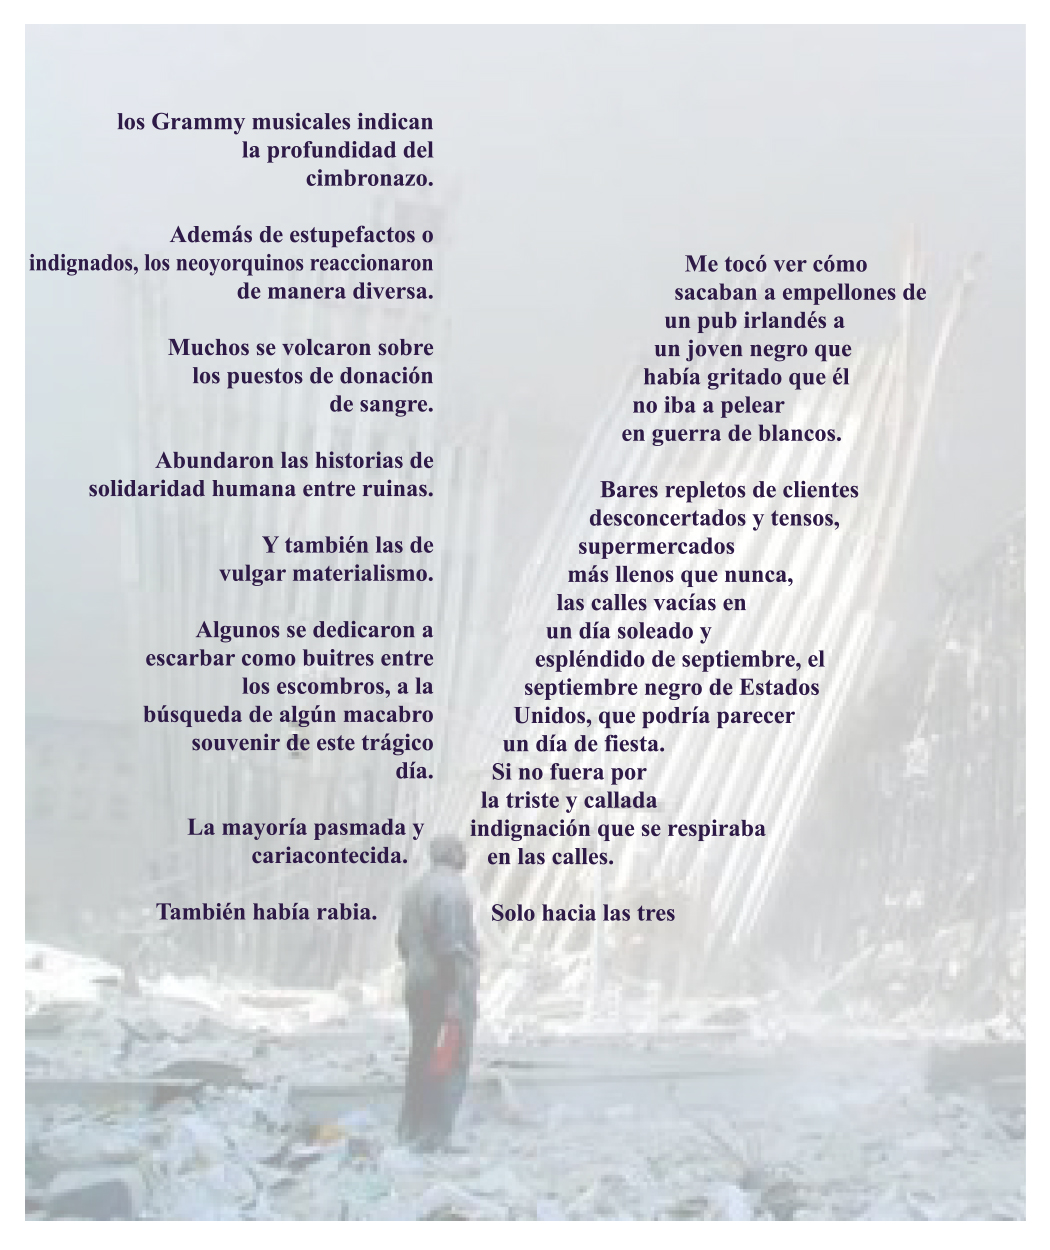 los Grammy musicales indican
la profundidad del
cimbronazo.
Además de estupefactos o
indignados, los neoyorquinos reaccionaron
de manera diversa.
Muchos se volcaron sobre
los puestos de donación
de sangre.
Abundaron las historias de
solidaridad humana entre ruinas.
Y también las de
vulgar materialismo.
Algunos se dedicaron a
escarbar como buitres entre
los escombros, a la
búsqueda de algún macabro
souvenir de este trágico
día.
La mayoría pasmada y
cariacontecida.
También había rabia.
Me tocó ver cómo
sacaban a empellones de
un pub irlandés a
un joven negro que
había gritado que él
no iba a pelear
en guerra de blancos.
Bares repletos de clientes
desconcertados y tensos,
supermercados
más llenos que nunca,
las calles vacías en
un día soleado y
espléndido de septiembre, el
septiembre negro de Estados
Unidos, que podría parecer
un día de fiesta.
Si no fuera por
la triste y callada
indignación que se respiraba
en las calles.
Solo hacia las tres